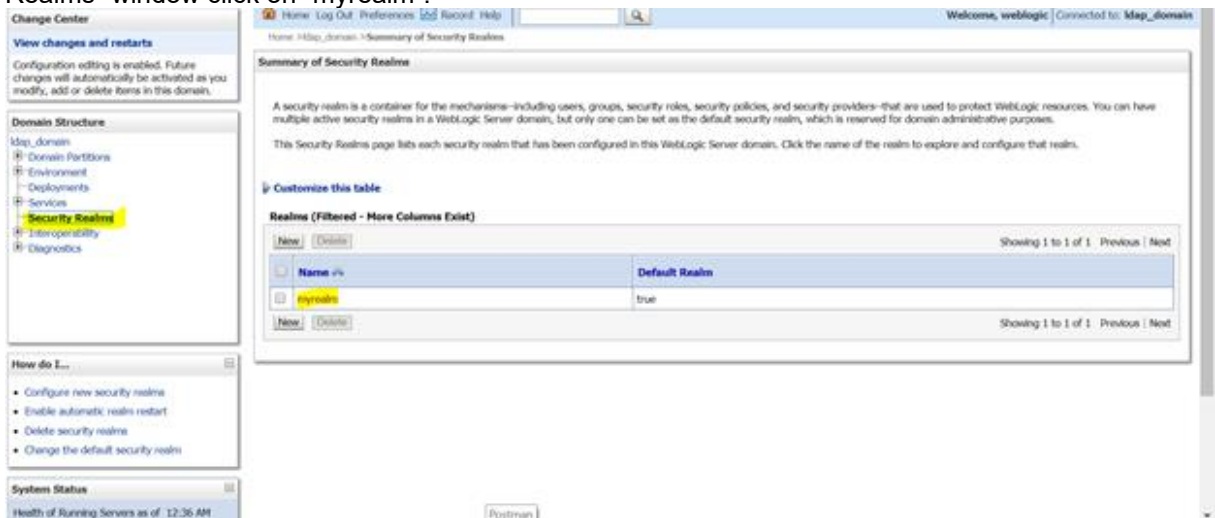 Realms" window click on "myrealm".
Change Center
View changes and restarts
Configuration editing is enabled. Future
changes will automatically be activated as you
modify, add or delete items in this domain.
Domain Structure
ldap_domain
Domain Partitions
Environment
Deployments
Services
Security Realms
Interoperability
Diagnostics
How do I...
Configure new security realms
Enable automatic realm restart
Delete security realms
Change the default security realm
System Status
Health of Running Servers as of 12:36 AM
Home Log Out Preferences Record Help
Welcome, weblogic Connected to: ldap_domain
Home >ldap_domain >Summary of Security Realms
Summary of Security Realms
A security realm is a container for the mechanisms--including users, groups, security roles, security policies, and security providers--that are used to protect WebLogic resources. You can have
multiple active security realms in a WebLogic Server domain, but only one can be set as the default security realm, which is reserved for domain administrative purposes.
This Security Realms page lists each security realm that has been configured in this WebLogic Server domain. Click the name of the realm to explore and configure that realm.
Customize this table
Realms (Filtered - More Columns Exist)
New Delete Showing 1 to 1 of 1 Previous | Next
Name Default Realm
myrealm true
New Delete Showing 1 to 1 of 1 Previous | Next
Postman